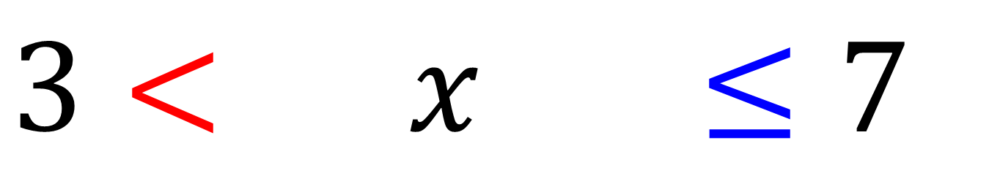 3 < x ≤ 7